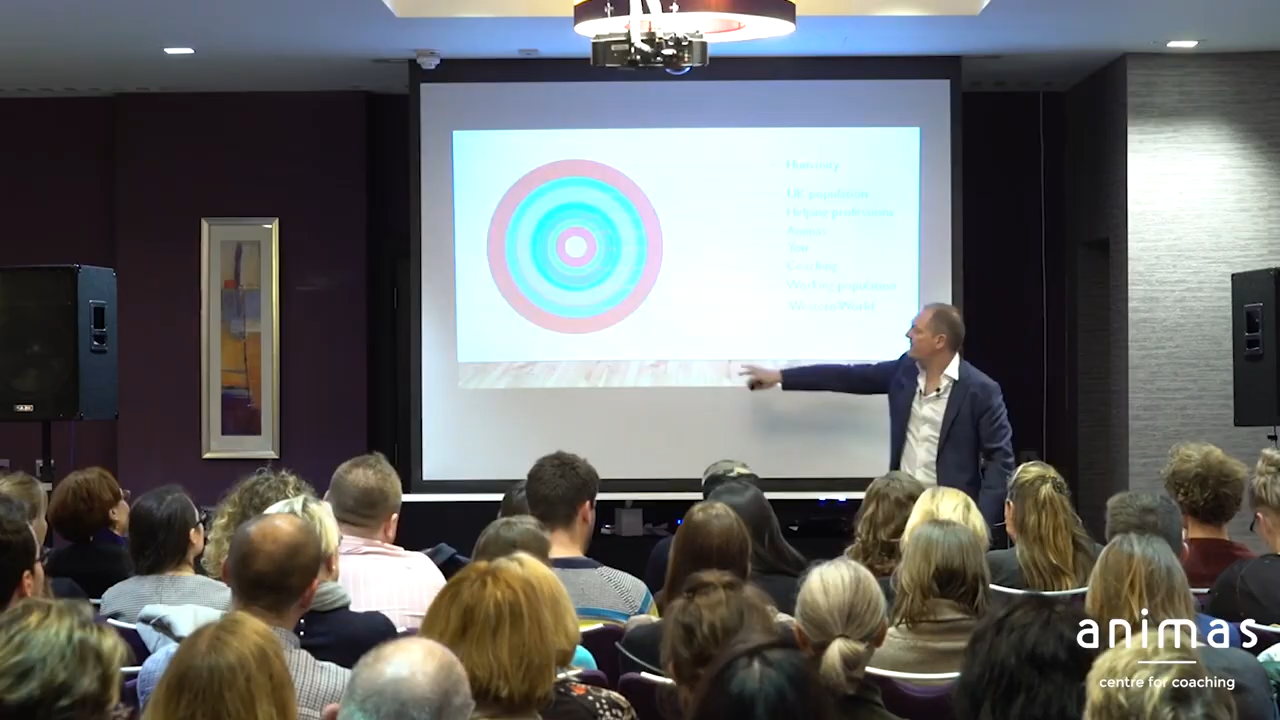 Humanity
UK population
Helping professions
Animas
You
Coaching
Working population
Western World
animas
centre for coaching